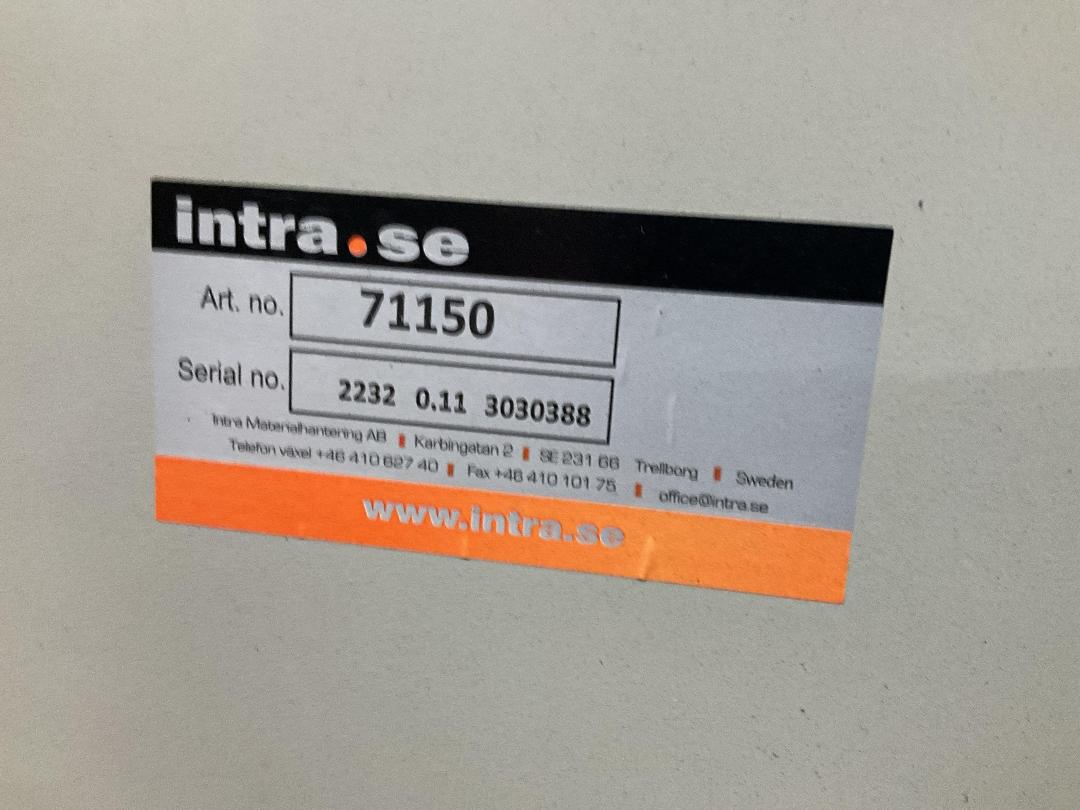 intra.se
Art. no. 71150
Serial no. 2232 0.11 3030388
Intra Materialhantering AB Karbingatan 2 SE 231 66 Trelleborg Sweden
Telefon växel +46 410 627 40 Fax +46 410 101 75 office@intra.se
www.intra.se